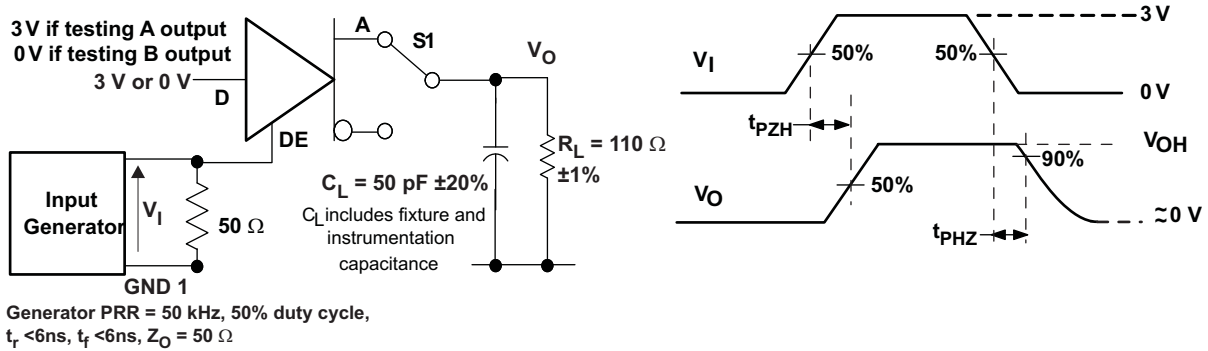 3 V if testing A output
0 V if testing B output
3 V or 0 V
D
A
S1
VO
DE
RL = 110 Ω
±1%
CL = 50 pF ±20%
CL includes fixture and
instrumentation
capacitance
Input
Generator
VI
50 Ω
GND 1
Generator PRR = 50 kHz, 50% duty cycle,
tr <6ns, tf <6ns, ZO = 50 Ω
3 V
VI
50%
50%
0 V
tPZH
VOH
90%
VO
50%
≈0 V
tPHZ